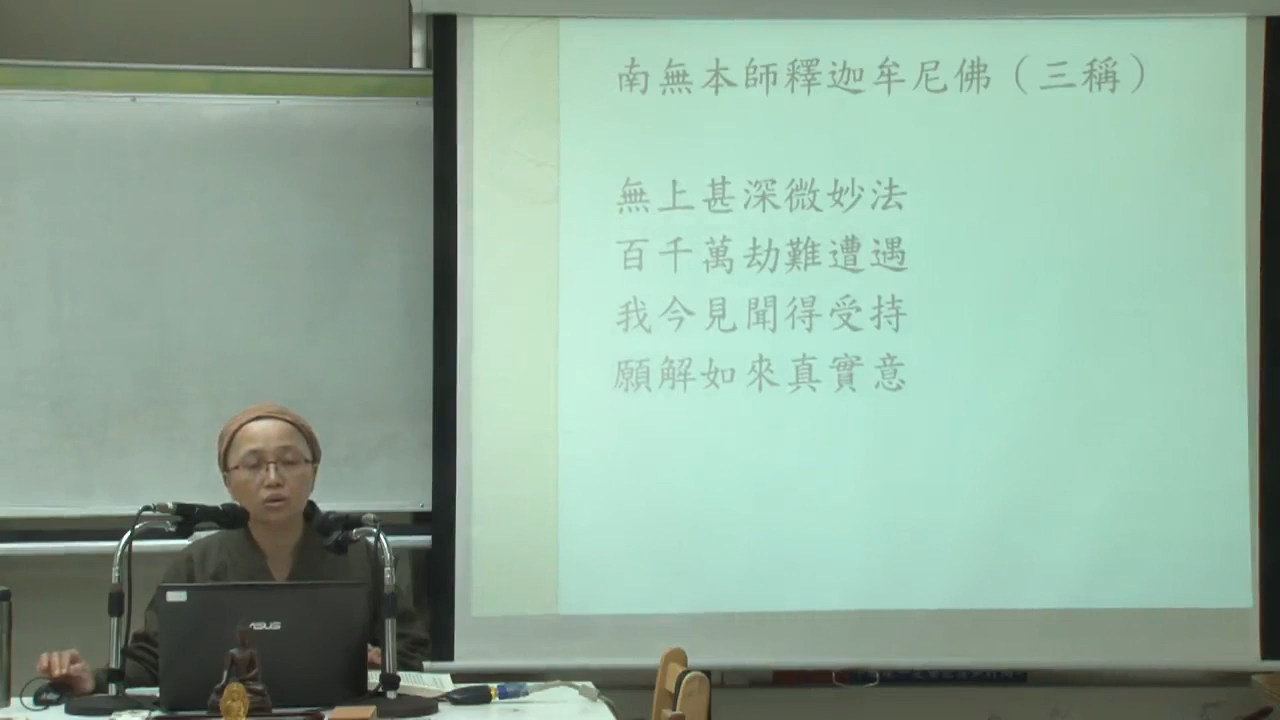 南無本師釋迦牟尼佛（三稱）
無上甚深微妙法
百千萬劫難遭遇
我今見聞得受持
願解如來真實意
ASUS